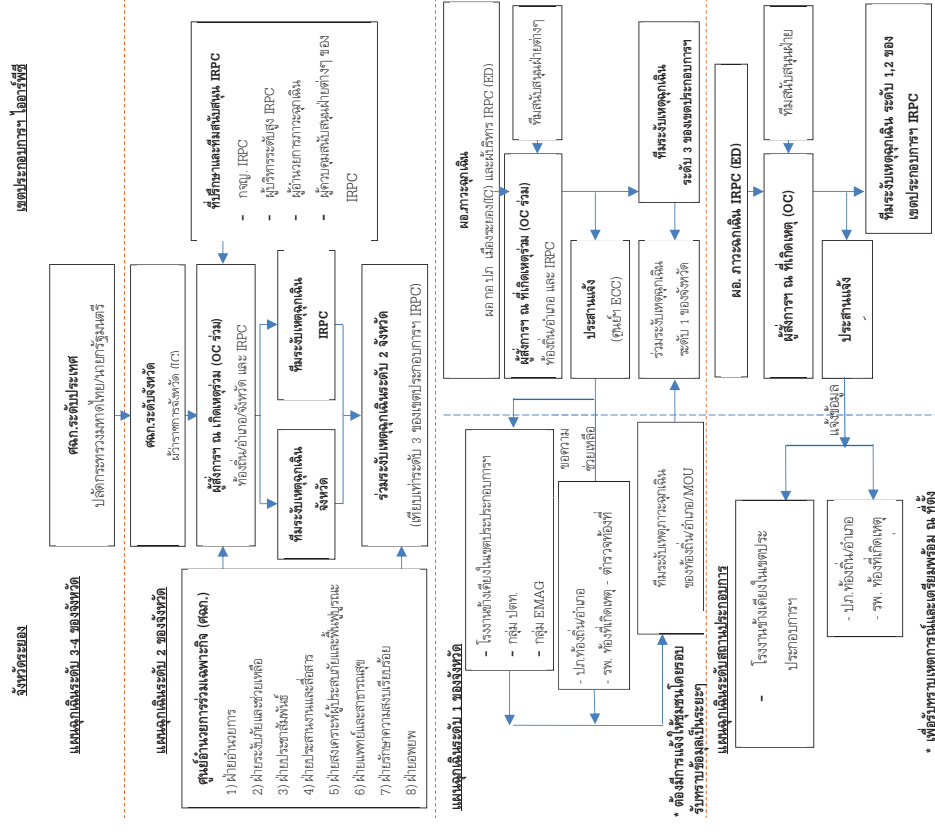 จังหวัดระยอง
เขตประกอบการฯ ไออาร์พีซี
แผนฉุกเฉินระดับ 3-4 ของจังหวัด
ศฉก.ระดับประเทศ
ปลัดกระทรวงมหาดไทย/นายกรัฐมนตรี
แผนฉุกเฉินระดับ 2 ของจังหวัด
ศฉก.ระดับจังหวัด
ผู้ว่าราชการจังหวัด (IC)
ศูนย์อำนวยการร่วมเฉพาะกิจ (ศฉก.)
1) ฝ่ายอำนวยการ
2) ฝ่ายระงับภัยและช่วยเหลือ
3) ฝ่ายประชาสัมพันธ์
4) ฝ่ายประสานงานและสื่อสาร
5) ฝ่ายสงเคราะห์ผู้ประสบภัยและฟื้นฟูบูรณะ
6) ฝ่ายแพทย์และสาธารณสุข
7) ฝ่ายรักษาความสงบเรียบร้อย
8) ฝ่ายอพยพ
ผู้สั่งการฯ ณ เกิดเหตุร่วม (OC ร่วม)
ท้องถิ่น/อำเภอ/จังหวัด และ IRPC
ที่ปรึกษาและทีมสนับสนุน IRPC
- กจญ. IRPC
- ผู้บริหารระดับสูง IRPC
- ผู้อำนวยการภาวะฉุกเฉิน
- ผู้ควบคุมสนับสนุนฝ่ายต่างๆ ของ
IRPC
ทีมระงับเหตุฉุกเฉิน
จังหวัด
ทีมระงับเหตุฉุกเฉิน
IRPC
ร่วมระงับเหตุฉุกเฉินระดับ 2 จังหวัด
(เทียบเท่าระดับ 3 ของเขตประกอบการฯ IRPC)
แผนฉุกเฉินระดับ 1 ของจังหวัด
ผอ.ภาวะฉุกเฉิน
ผอ กอ ปภ เมืองระยอง(IC) และผู้บริหาร IRPC (ED)
- โรงงานข้างเคียงในเขตประประกอบการฯ
- กลุ่ม ปตท.
- กลุ่ม EMAG
ผู้สั่งการฯ ณ ที่เกิดเหตุร่วม (OC ร่วม)
ท้องถิ่น/อำเภอ และ IRPC
ทีมสนับสนุนฝ่ายต่างๆ
ขอความ
ช่วยเหลือ
- ปภ.ท้องถิ่น/อำเภอ
- รพ. ท้องที่เกิดเหตุ - ตำรวจท้องที่
ประสานแจ้ง
(ศูนย์ฯ ECC)
ทีมระงับเหตุภาวะฉุกเฉิน
ของท้องถิ่น/อำเภอ/MOU
ร่วมระงับเหตุฉุกเฉิน
ระดับ 1 ของจังหวัด
ทีมระงับเหตุฉุกเฉิน
ระดับ 3 ของเขตประกอบการฯ
* ต้องมีการแจ้งให้ชุมชนโดยรอบ
รับทราบข้อมูลเป็นระยะๆ
แผนฉุกเฉินระดับสถานประกอบการ
ผอ. ภาวะฉุกเฉิน IRPC (ED)
- โรงงานข้างเคียงในเขตประ
ประกอบการฯ
ผู้สั่งการฯ ณ ที่เกิดเหตุ (OC)
ทีมสนับสนุนฝ่าย
แจ้งข้อมูล
- ปภ.ท้องถิ่น/อำเภอ
- รพ. ท้องที่เกิดเหตุ
ประสานแจ้ง
ทีมระงับเหตุฉุกเฉิน ระดับ 1,2 ของ
เขตประกอบการฯ IRPC
* เพื่อรับทราบเหตุการณ์และเตรียมพร้อม ณ ที่ตั้ง